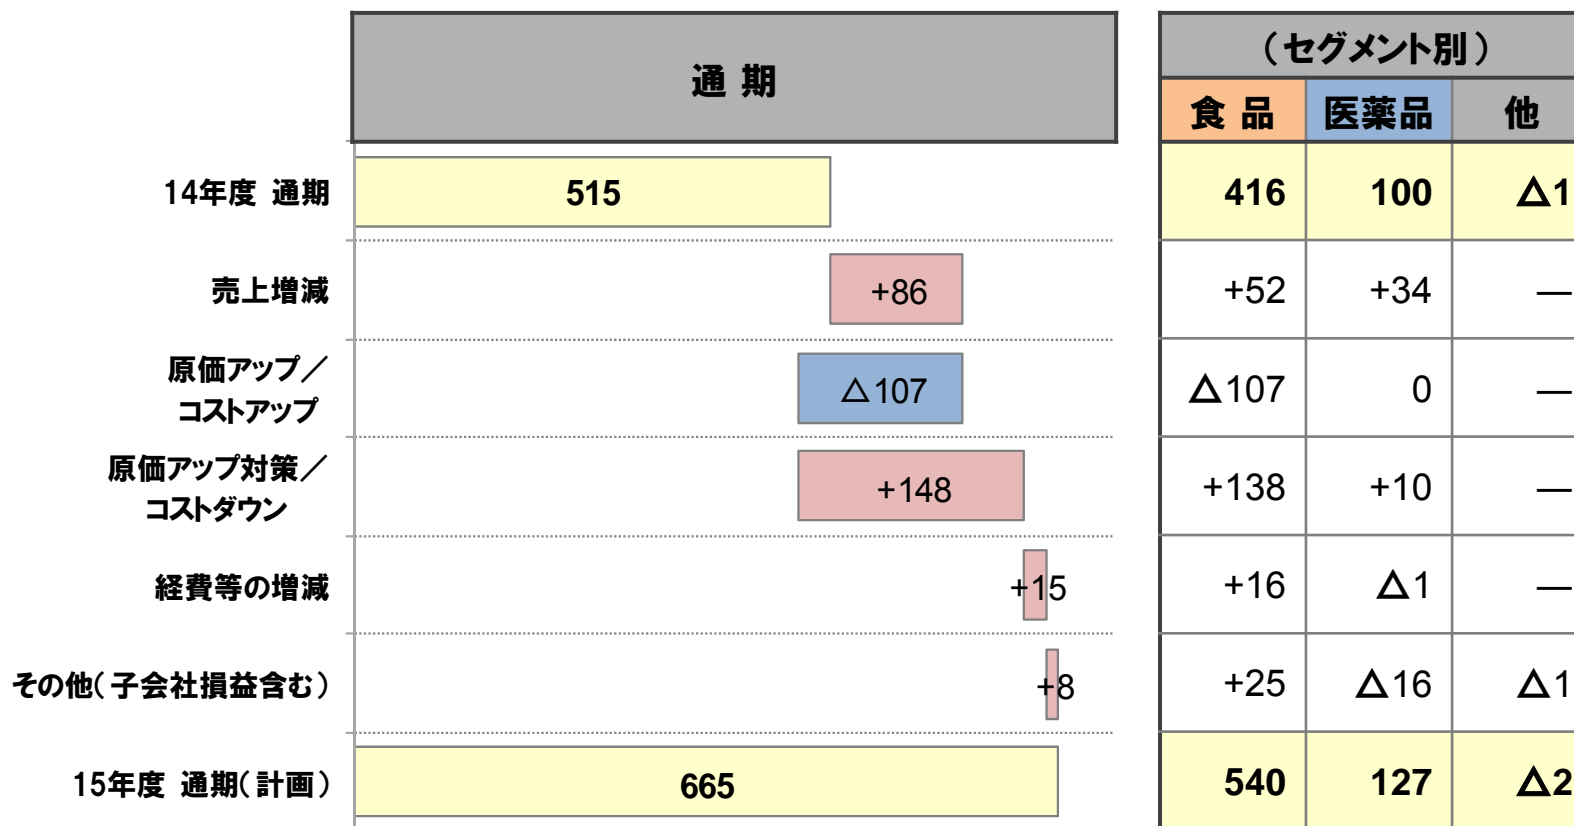 通 期
（セグメント別）
食 品 医薬品 他
14年度 通期 515 416 100 △1
売上増減 +86 +52 +34 ―
原価アップ／
コストアップ △107 △107 0 ―
原価アップ対策／
コストダウン +148 +138 +10 ―
経費等の増減 +15 +16 △1 ―
その他（子会社損益含む） +8 +25 △16 △1
15年度 通期（計画） 665 540 127 △2